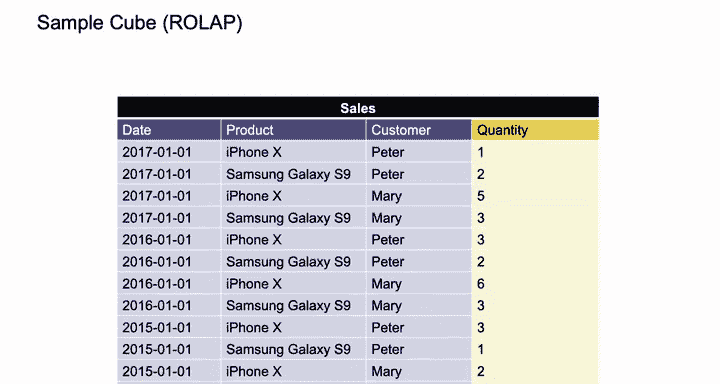 Sample Cube (ROLAP)
Sales
Date Product Customer Quantity
2017-01-01 iPhone X Peter 1
2017-01-01 Samsung Galaxy S9 Peter 2
2017-01-01 iPhone X Mary 5
2017-01-01 Samsung Galaxy S9 Mary 3
2016-01-01 iPhone X Peter 3
2016-01-01 Samsung Galaxy S9 Peter 2
2016-01-01 iPhone X Mary 6
2016-01-01 Samsung Galaxy S9 Mary 3
2015-01-01 iPhone X Peter 3
2015-01-01 Samsung Galaxy S9 Peter 1
2015-01-01 iPhone X Mary 2